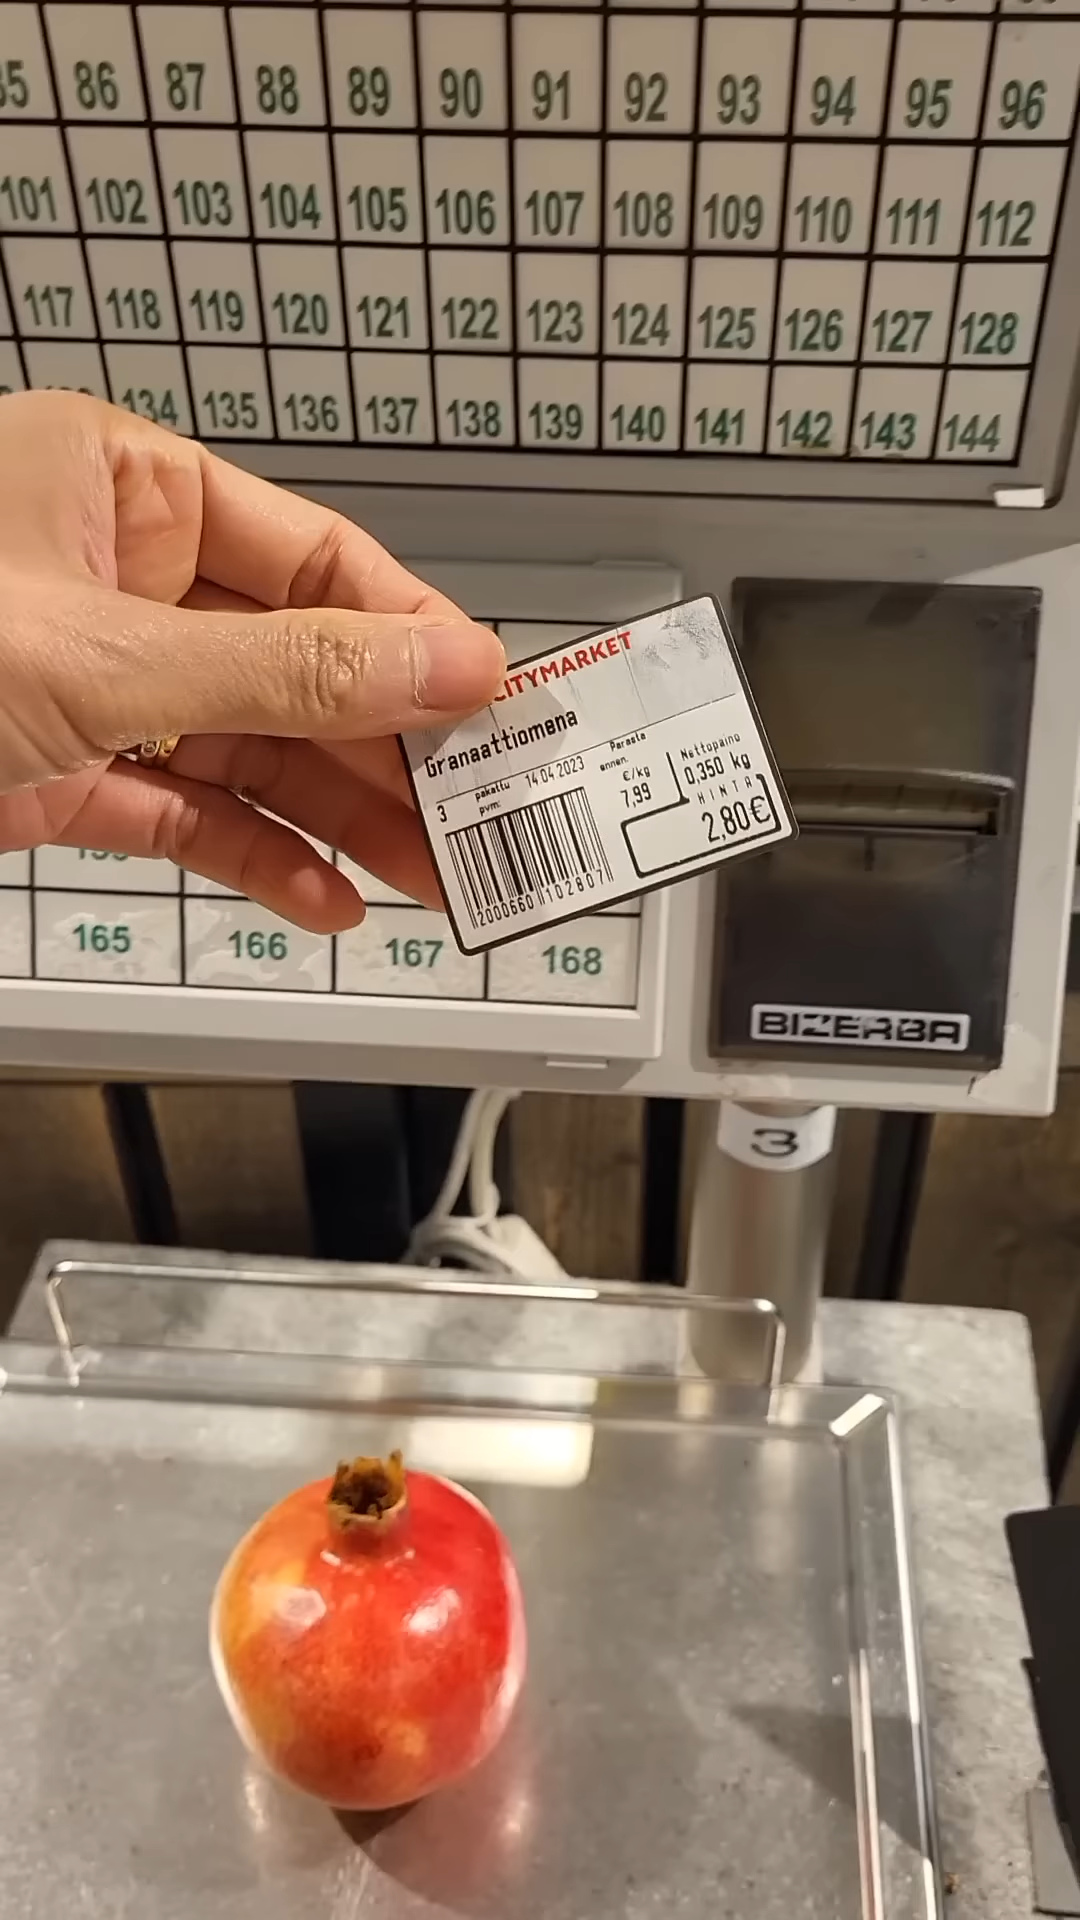 85 86 87 88 89 90 91 92 93 94 95 96
101 102 103 104 105 106 107 108 109 110 111 112
117 118 119 120 121 122 123 124 125 126 127 128
134 135 136 137 138 139 140 141 142 143 144
CITYMARKET
Granaattiomena
3 pakattu pvm: 14.04.2023
Parasta ennen:
€/kg
7,99
Nettopaino
0,350 kg
HINTA
2,80€
2000660 102807
165 166 167 168
BIZERBA
3